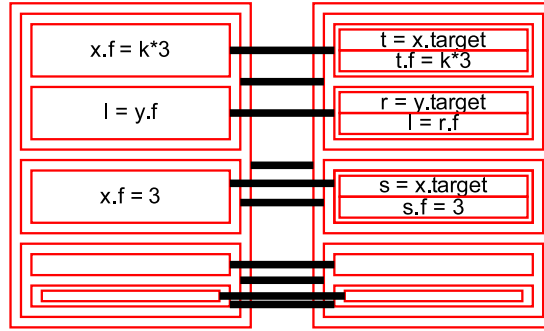 x.f = k*3
t = x.target
t.f = k*3
l = y.f
r = y.target
l = r.f
x.f = 3
s = x.target
s.f = 3